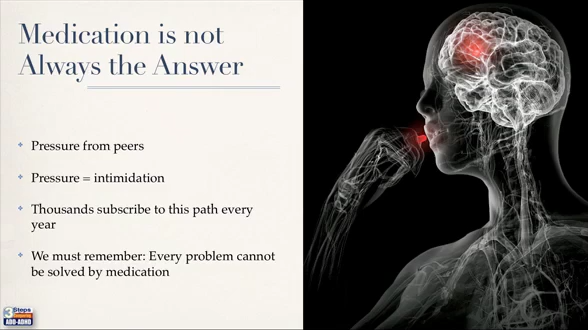 Medication is not
Always the Answer
Pressure from peers
Pressure = intimidation
Thousands subscribe to this path every
year
We must remember: Every problem cannot
be solved by medication
3 Steps
ADD-ADHD